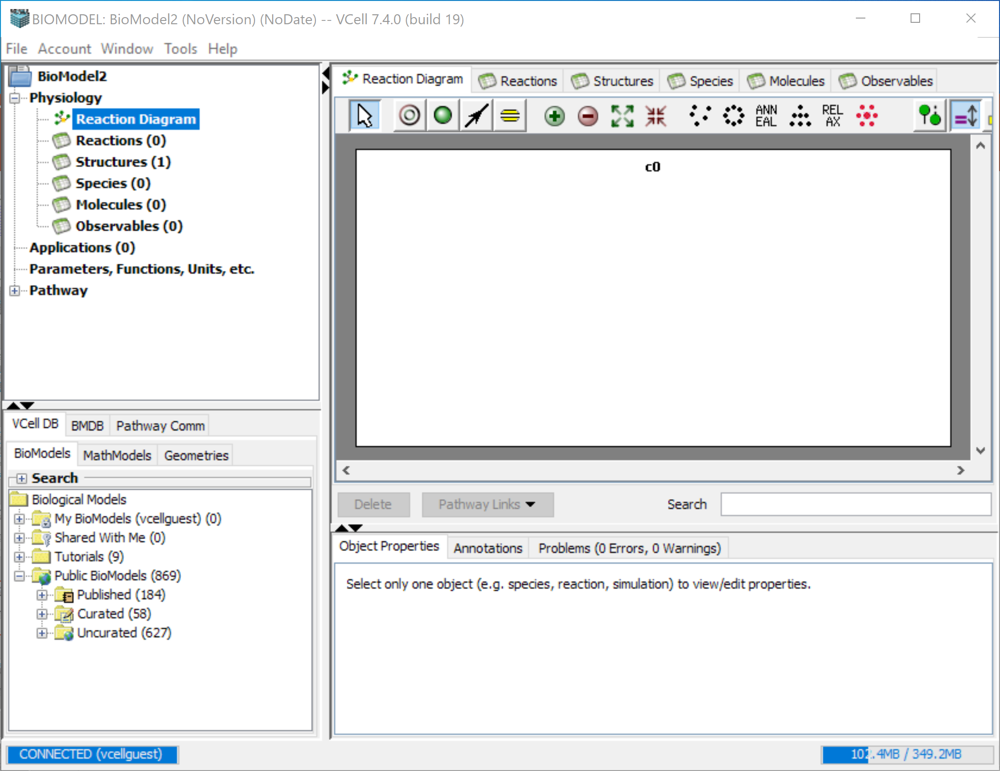 BIOMODEL: BioModel2 (NoVersion) (NoDate) -- VCell 7.4.0 (build 19)
File Account Window Tools Help
BioModel2
Physiology
Reaction Diagram
Reactions (0)
Structures (1)
Species (0)
Molecules (0)
Observables (0)
Applications (0)
Parameters, Functions, Units, etc.
Pathway
VCell DB BMDB Pathway Comm
BioModels MathModels Geometries
Search
Biological Models
My BioModels (vcellguest) (0)
Shared With Me (0)
Tutorials (9)
Public BioModels (869)
Published (184)
Curated (58)
Uncurated (627)
Reaction Diagram Reactions Structures Species Molecules Observables
ANN
EAL
REL
AX
c0
Delete Pathway Links Search
Object Properties Annotations Problems (0 Errors, 0 Warnings)
Select only one object (e.g. species, reaction, simulation) to view/edit properties.
CONNECTED (vcellguest)
102.4MB / 349.2MB